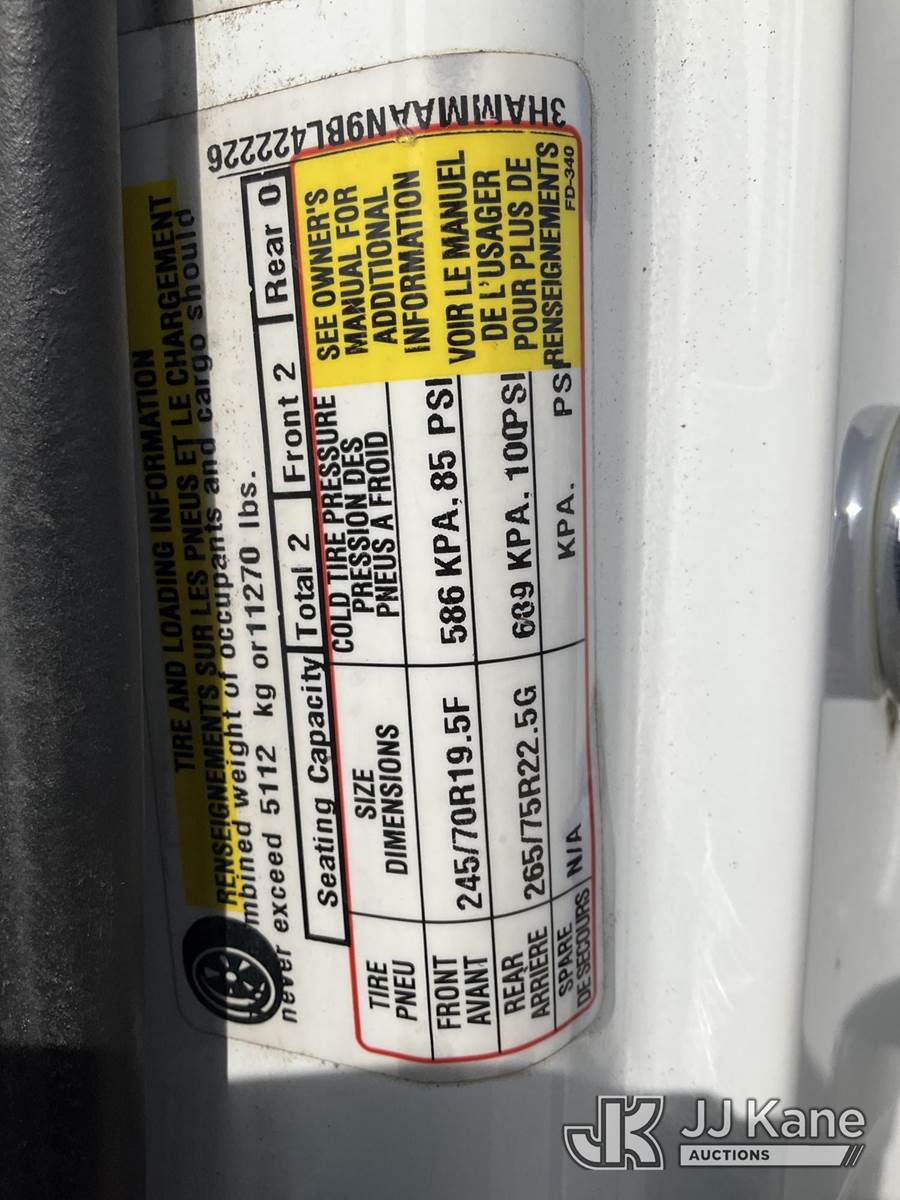 3HAMMAAN9BL422226
TIRE AND LOADING INFORMATION
RENSEIGNEMENTS SUR LES PNEUS ET LE CHARGEMENT
mbined weight of occupants and cargo should
never exceed 5112 kg or 11270 lbs.
Seating Capacity Total 2 Front 2 Rear 0
TIRE
PNEU
SIZE
DIMENSIONS
COLD TIRE PRESSURE
PRESSION DES
PNEUS A FROID
SEE OWNER'S
MANUAL FOR
ADDITIONAL
INFORMATION
VOIR LE MANUEL
DE L'USAGER
POUR PLUS DE
RENSEIGNEMENTS
FD-340
FRONT
AVANT
245/70R19.5F
586 KPA. 85 PSI
REAR
ARRIERE
265/75R22.5G
689 KPA. 100PSI
SPARE
DE SECOURS
N/A
KPA. PSI
JK JJ Kane
AUCTIONS